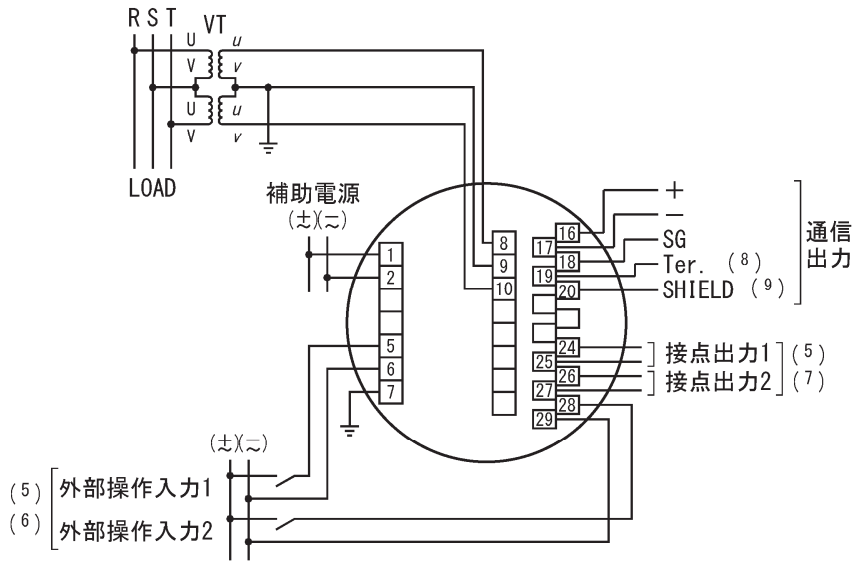 R S T VT
U u
V v
U u
V v
LOAD
補助電源
(±)(−)
~ ~
1
2
5
6
7
8
9
10
16
17
18
19
20
24
25
26
27
28
29
+
−
SG
Ter. (8)
SHIELD (9)
通信
出力
接点出力1 (5)
接点出力2 (7)
(±)(−)
~ ~
(5) 外部操作入力1
(6) 外部操作入力2